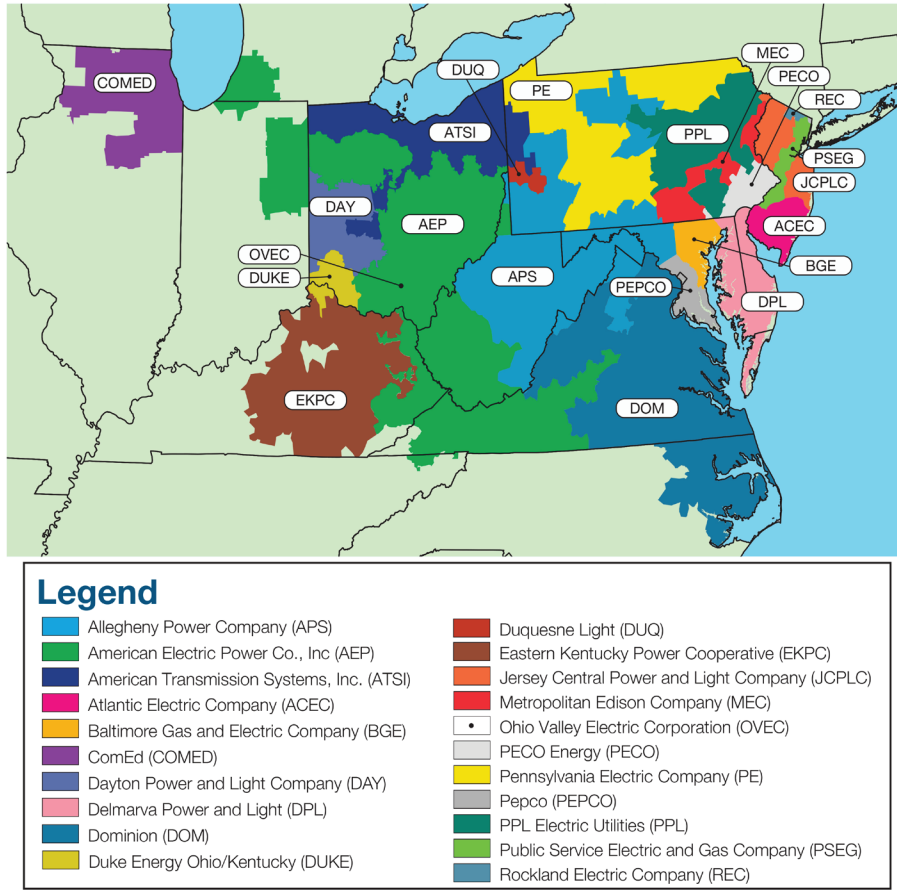 MEC
DUQ
PECO
COMED
PE
REC
ATSI
PPL
PSEG
JCPLC
DAY
AEP
ACEC
OVEC
BGE
DUKE
APS
PEPCO
DPL
EKPC
DOM
Legend
Allegheny Power Company (APS)
American Electric Power Co., Inc (AEP)
American Transmission Systems, Inc. (ATSI)
Atlantic Electric Company (ACEC)
Baltimore Gas and Electric Company (BGE)
ComEd (COMED)
Dayton Power and Light Company (DAY)
Delmarva Power and Light (DPL)
Dominion (DOM)
Duke Energy Ohio/Kentucky (DUKE)
Duquesne Light (DUQ)
Eastern Kentucky Power Cooperative (EKPC)
Jersey Central Power and Light Company (JCPLC)
Metropolitan Edison Company (MEC)
Ohio Valley Electric Corporation (OVEC)
PECO Energy (PECO)
Pennsylvania Electric Company (PE)
Pepco (PEPCO)
PPL Electric Utilities (PPL)
Public Service Electric and Gas Company (PSEG)
Rockland Electric Company (REC)